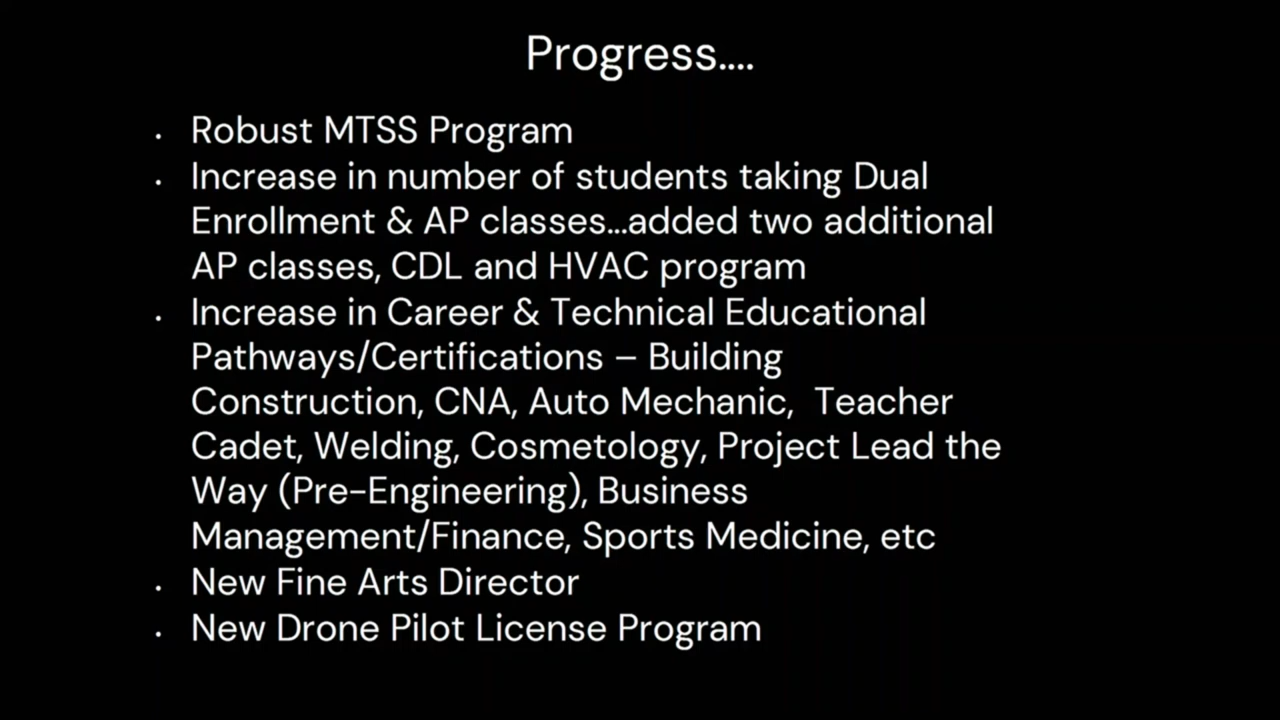 Progress....
• Robust MTSS Program
• Increase in number of students taking Dual
Enrollment & AP classes...added two additional
AP classes, CDL and HVAC program
• Increase in Career & Technical Educational
Pathways/Certifications – Building
Construction, CNA, Auto Mechanic,  Teacher
Cadet, Welding, Cosmetology, Project Lead the
Way (Pre-Engineering), Business
Management/Finance, Sports Medicine, etc
• New Fine Arts Director
• New Drone Pilot License Program